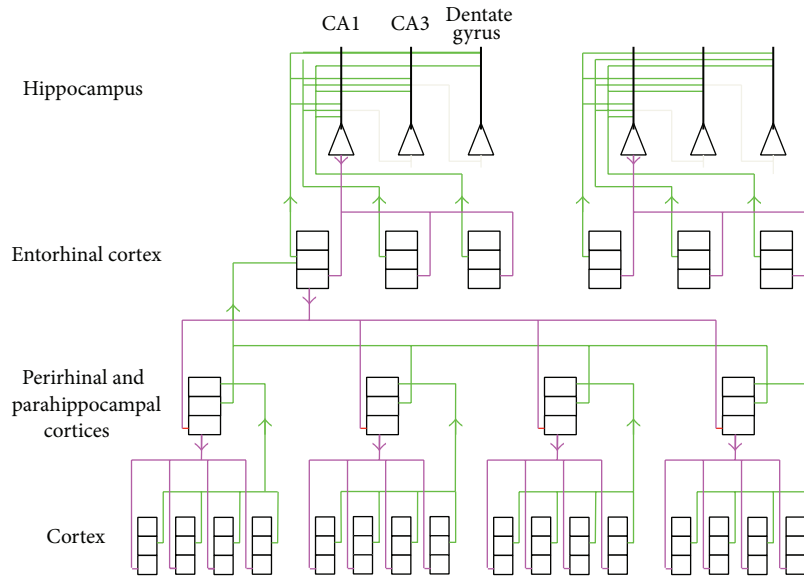 CA1
CA3
Dentate
gyrus
Hippocampus
Entorhinal cortex
Perirhinal and
parahippocampal
cortices
Cortex